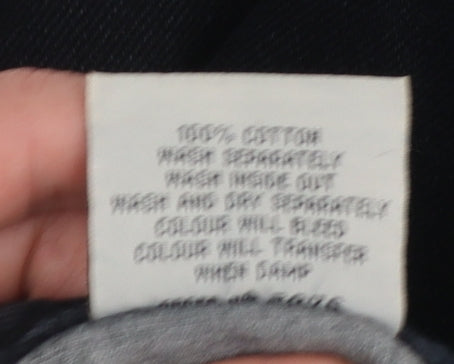 100% COTTON
WASH SEPARATELY
WASH INSIDE OUT
WASH AND DRY SEPARATELY
COLOUR WILL BLEED
COLOUR WILL TRANSFER
WHEN DAMP